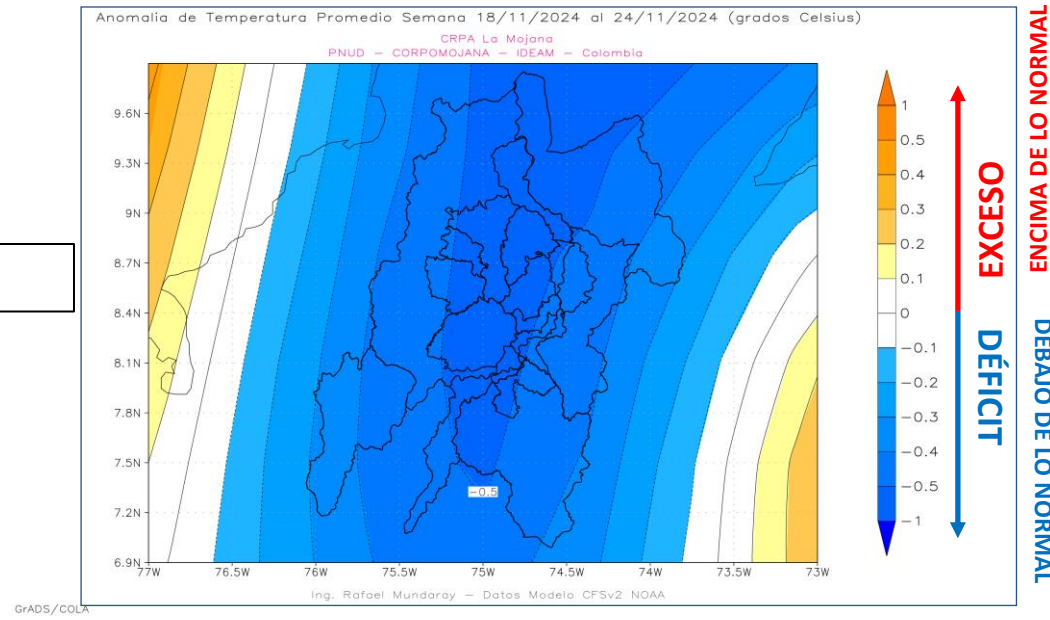 Anomalia de Temperatura Promedio Semana 18/11/2024 al 24/11/2024 (grados Celsius)
CRPA La Mojana
PNUD – CORPOMOJANA – IDEAM – Colombia
9.6N
9.3N
9N
8.7N
8.4N
8.1N
7.8N
7.5N
7.2N
6.9N
77W
76.5W
76W
75.5W
75W
74.5W
74W
73.5W
73W
−0.5
1
0.5
0.4
0.3
0.2
0.1
0
−0.1
−0.2
−0.3
−0.4
−0.5
−1
EXCESO
DÉFICIT
ENCIMA DE LO NORMAL
DEBAJO DE LO NORMAL
Ing. Rafael Mundaray – Datos Modelo CFSv2 NOAA
GrADS/COLA